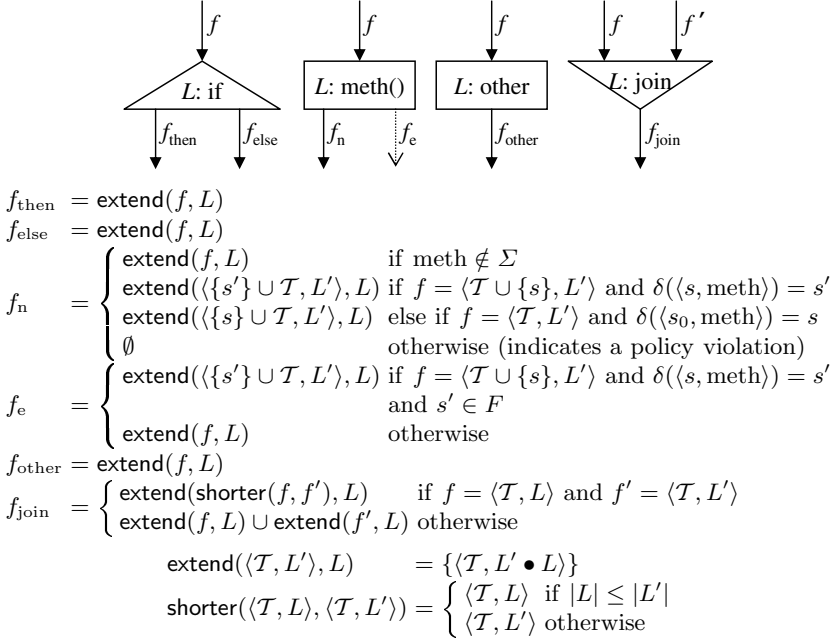 f f f f f′
L: if L: meth() L: other L: join
f_then f_else f_n f_e f_other f_join
f_then = extend(f, L)
f_else = extend(f, L)
f_n = { extend(f, L) if meth ∉ Σ
extend(⟨{s′} ∪ 𝒯, L′⟩, L) if f = ⟨𝒯 ∪ {s}, L′⟩ and δ(⟨s, meth⟩) = s′
extend(⟨{s} ∪ 𝒯, L′⟩, L) else if f = ⟨𝒯, L′⟩ and δ(⟨s₀, meth⟩) = s
∅ otherwise (indicates a policy violation)
f_e = { extend(⟨{s′} ∪ 𝒯, L′⟩, L) if f = ⟨𝒯 ∪ {s}, L′⟩ and δ(⟨s, meth⟩) = s′
and s′ ∈ F
extend(f, L) otherwise
f_other = extend(f, L)
f_join = { extend(shorter(f, f′), L) if f = ⟨𝒯, L⟩ and f′ = ⟨𝒯, L′⟩
extend(f, L) ∪ extend(f′, L) otherwise
extend(⟨𝒯, L′⟩, L) = {⟨𝒯, L′ • L⟩}
shorter(⟨𝒯, L⟩, ⟨𝒯, L′⟩) = { ⟨𝒯, L⟩ if |L| ≤ |L′|
⟨𝒯, L′⟩ otherwise